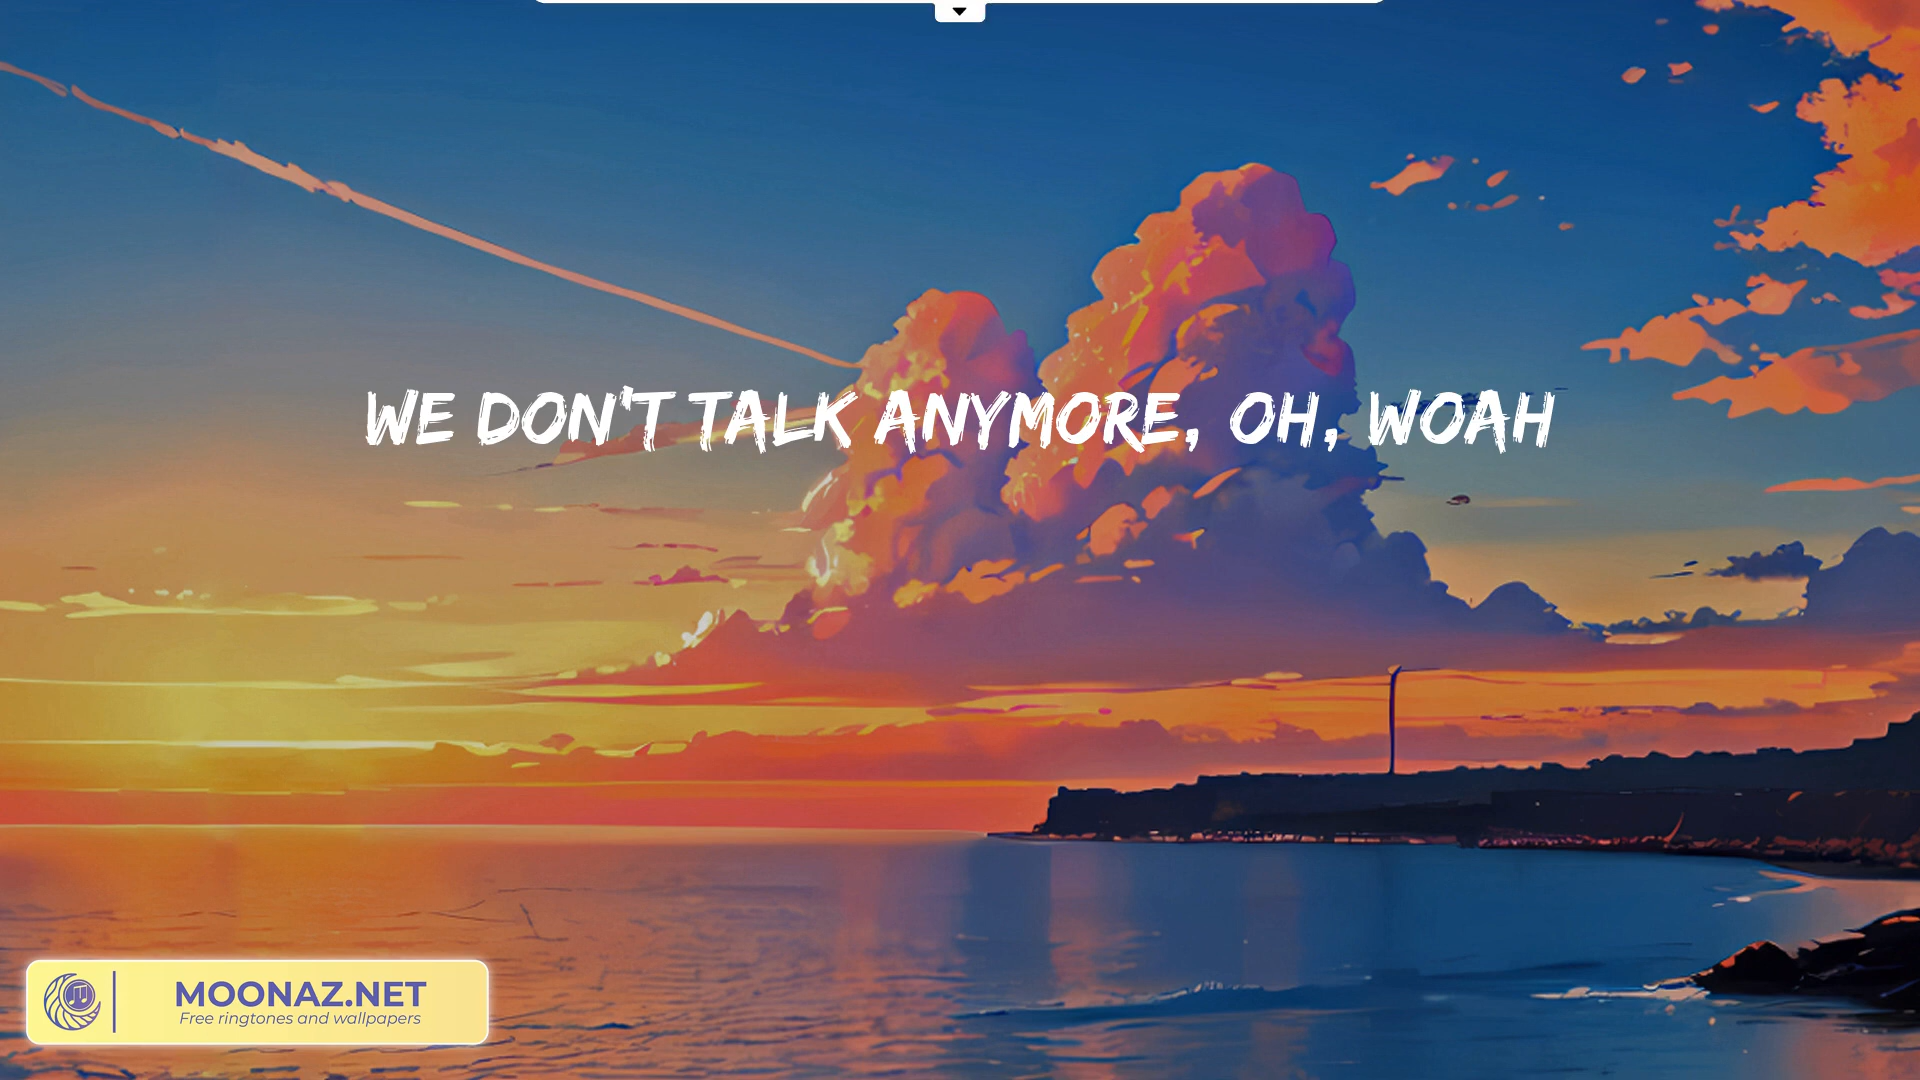 WE DON'T TALK ANYMORE, OH, WOAH
MOONAZ.NET
Free ringtones and wallpapers